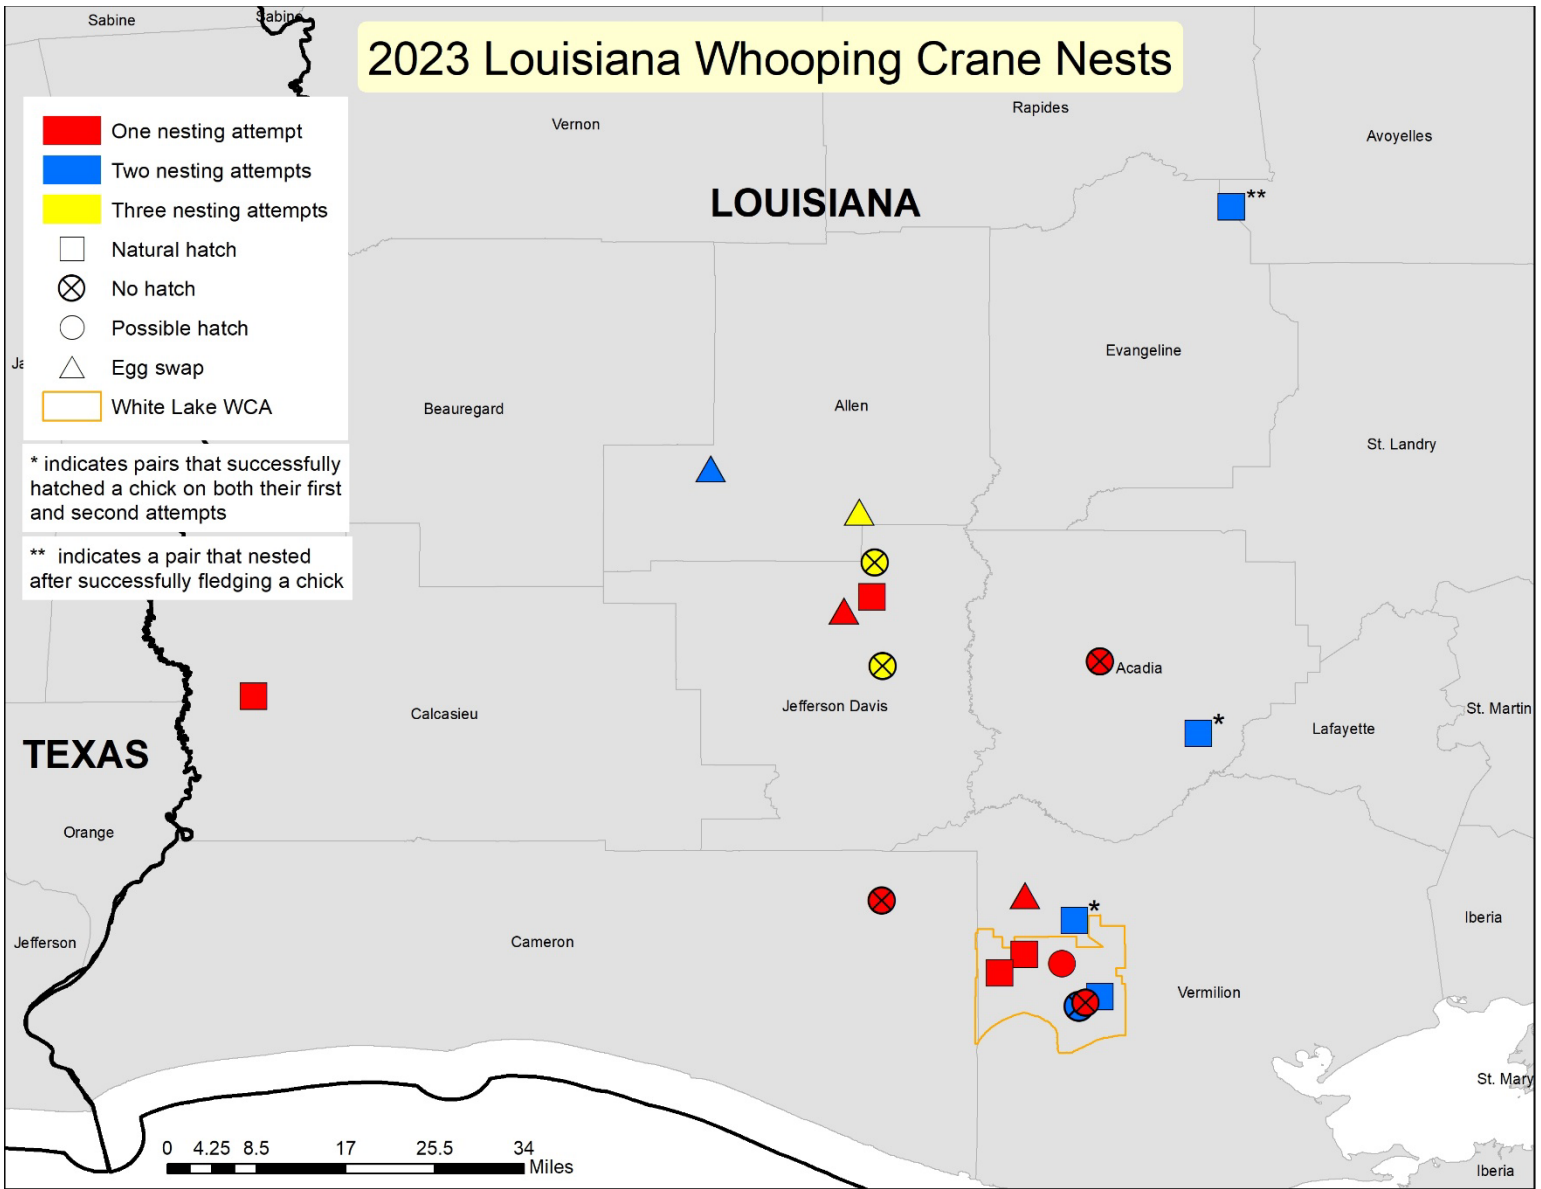 Sabine
Sabine
2023 Louisiana Whooping Crane Nests
Rapides
Vernon
Avoyelles
One nesting attempt
Two nesting attempts
Three nesting attempts
Natural hatch
No hatch
Possible hatch
Egg swap
White Lake WCA
* indicates pairs that successfully
hatched a chick on both their first
and second attempts
** indicates a pair that nested
after successfully fledging a chick
LOUISIANA
**
Evangeline
Ja
Beauregard
Allen
St. Landry
Acadia
Jefferson Davis
Calcasieu
*
Lafayette
St. Martin
TEXAS
Orange
*
Jefferson
Cameron
Iberia
Vermilion
St. Mary
0 4.25 8.5 17 25.5 34
Miles
Iberia